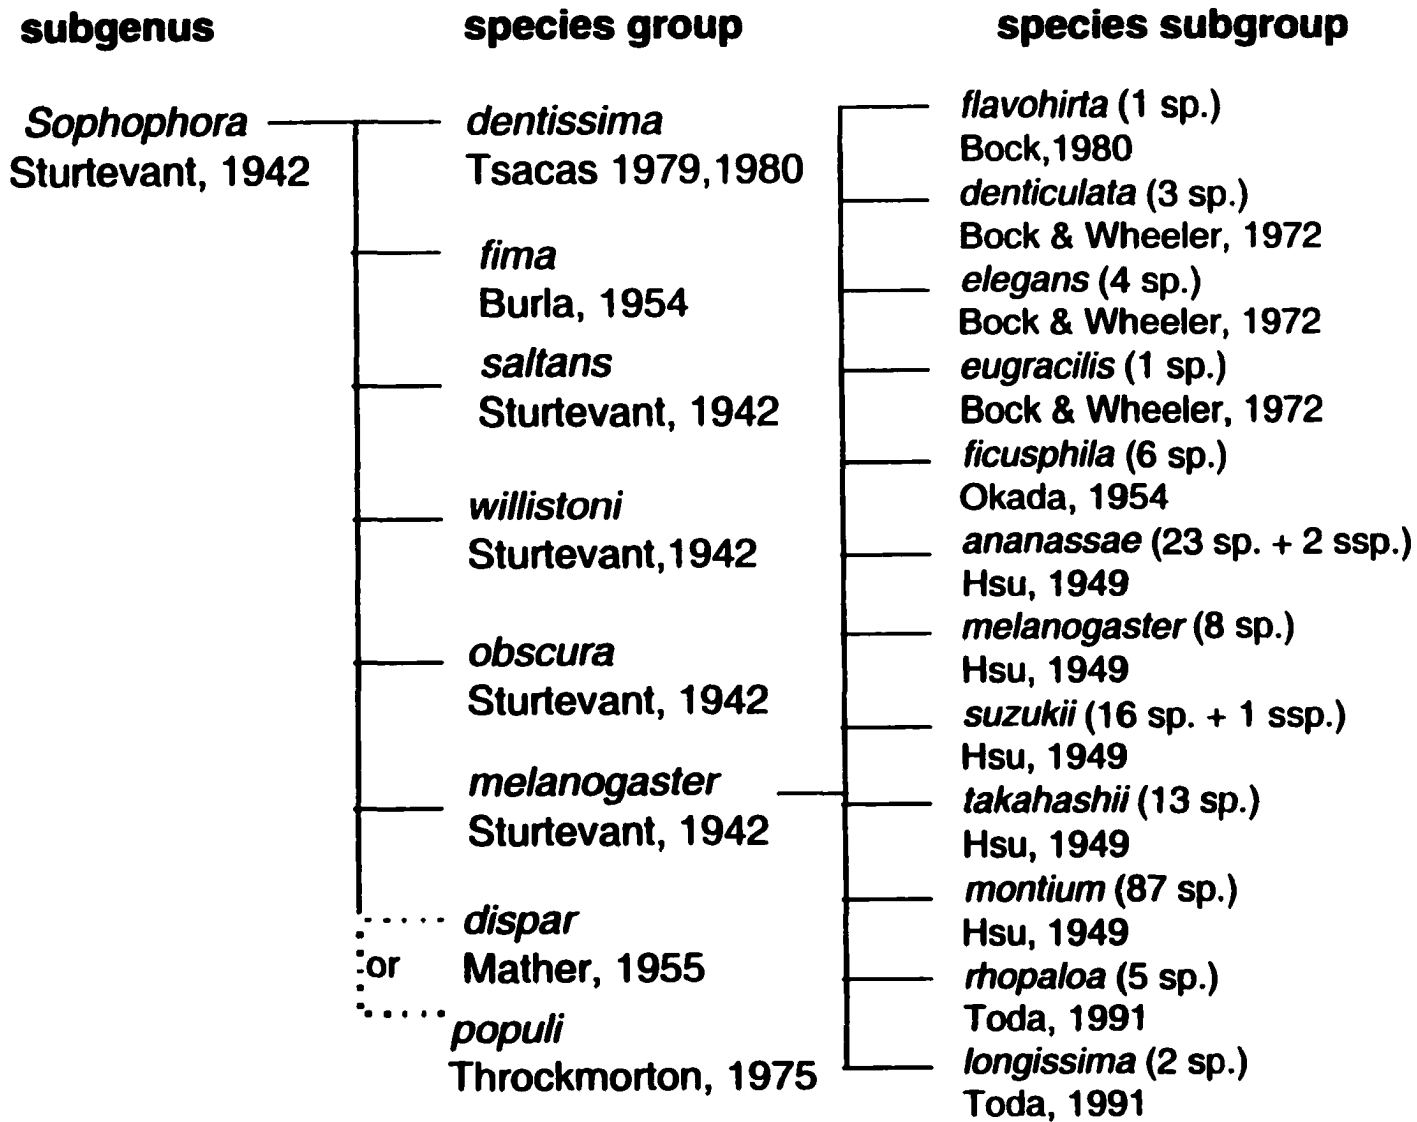 subgenus
species group
species subgroup
Sophophora
Sturtevant, 1942
dentissima
Tsacas 1979,1980
fima
Burla, 1954
saltans
Sturtevant, 1942
willistoni
Sturtevant,1942
obscura
Sturtevant, 1942
melanogaster
Sturtevant, 1942
dispar
or
Mather, 1955
populi
Throckmorton, 1975
flavohirta (1 sp.)
Bock,1980
denticulata (3 sp.)
Bock & Wheeler, 1972
elegans (4 sp.)
Bock & Wheeler, 1972
eugracilis (1 sp.)
Bock & Wheeler, 1972
ficusphila (6 sp.)
Okada, 1954
ananassae (23 sp. + 2 ssp.)
Hsu, 1949
melanogaster (8 sp.)
Hsu, 1949
suzukii (16 sp. + 1 ssp.)
Hsu, 1949
takahashii (13 sp.)
Hsu, 1949
montium (87 sp.)
Hsu, 1949
rhopaloa (5 sp.)
Toda, 1991
longissima (2 sp.)
Toda, 1991